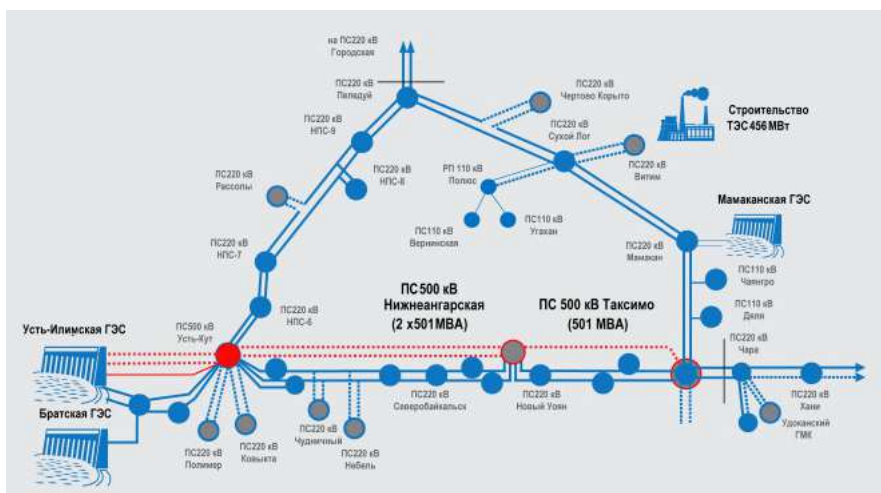 на ПС220 кВ
Городская
ПС220 кВ
Пеледуй
ПС220 кВ
НПС-9
ПС220 кВ
Чертово Корыто
Строительство
ТЭС 456 МВт
ПС220 кВ
Сухой Лог
ПС220 кВ
НПС-8
ПС220 кВ
Рассолы
РП 110 кВ
Полюс
ПС220 кВ
Витим
Мамаканская ГЭС
ПС110 кВ
Вернинская
ПС110 кВ
Угахан
ПС220 кВ
НПС-7
ПС220 кВ
Мамакан
ПС110 кВ
Чаянгро
ПС 500 кВ
Нижнеангарская
(2 х501МВА)
ПС 500 кВ Таксимо
(501 МВА)
ПС220 кВ
НПС-6
ПС110 кВ
Дяля
Усть-Илимская ГЭС
ПС500 кВ
Усть-Кут
ПС220 кВ
Чара
Братская ГЭС
ПС220 кВ
Северобайкальск
ПС220 кВ
Новый Уоян
ПС220 кВ
Хани
ПС220 кВ
Чудничный
Удоканский
ГМК
ПС220 кВ
Полимер
ПС220 кВ
Ковыкта
ПС220 кВ
Небель